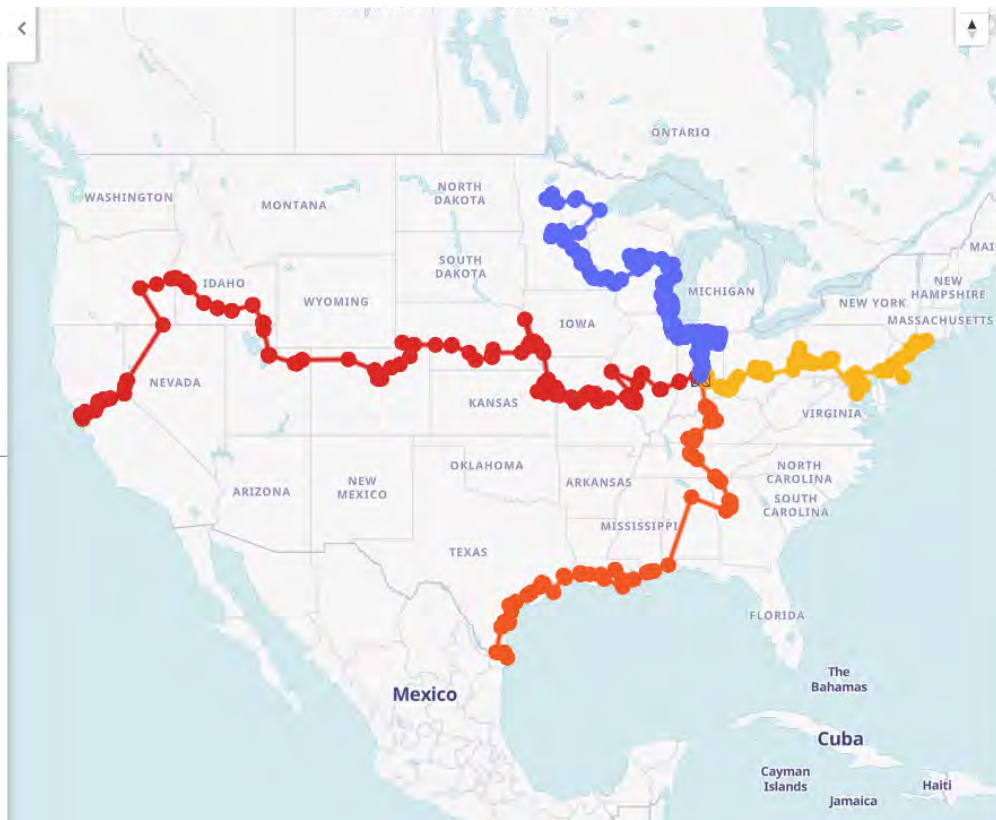 ONTARIO
WASHINGTON
NORTH
DAKOTA
MONTANA
MAI
SOUTH
DAKOTA
IDAHO
MICHIGAN
NEW
HAMPSHIRE
WYOMING
NEW YORK
MASSACHUSETTS
IOWA
NEVADA
KANSAS
VIRGINIA
OKLAHOMA
NORTH
CAROLINA
ARKANSAS
ARIZONA
NEW
MEXICO
SOUTH
CAROLINA
MISSISSIPPI
TEXAS
FLORIDA
The
Bahamas
Mexico
Cuba
Cayman
Islands
Haiti
Jamaica